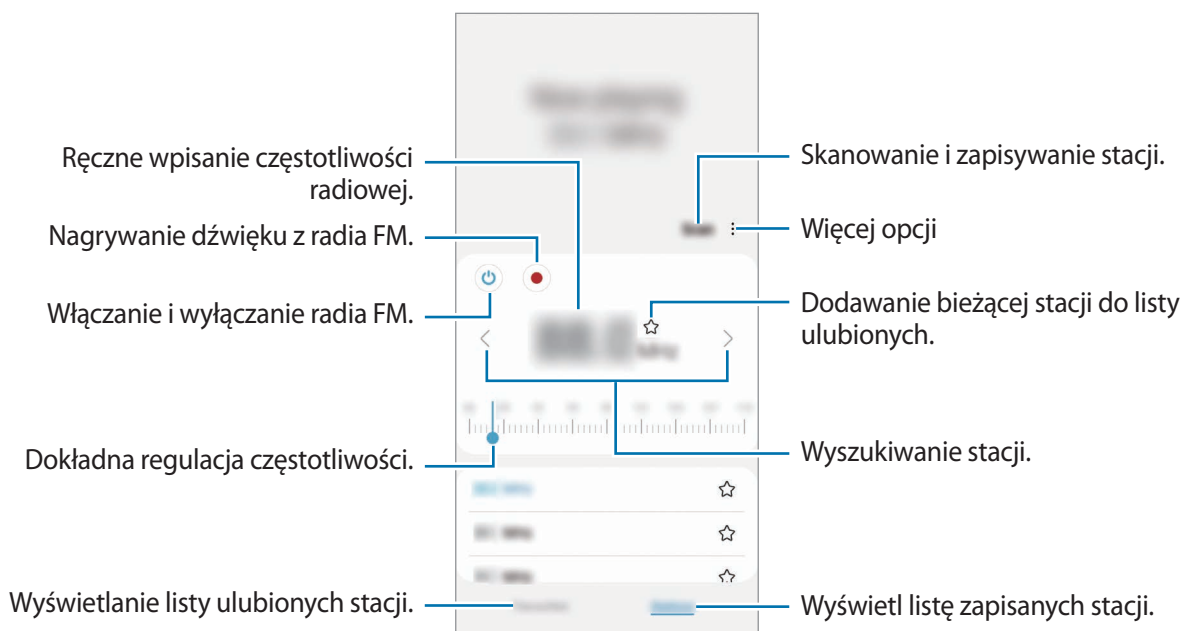 Ręczne wpisanie częstotliwości
radiowej.
Nagrywanie dźwięku z radia FM.
Włączanie i wyłączanie radia FM.
Dokładna regulacja częstotliwości.
Wyświetlanie listy ulubionych stacji.
Skanowanie i zapisywanie stacji.
Więcej opcji
Dodawanie bieżącej stacji do listy
ulubionych.
Wyszukiwanie stacji.
Wyświetl listę zapisanych stacji.